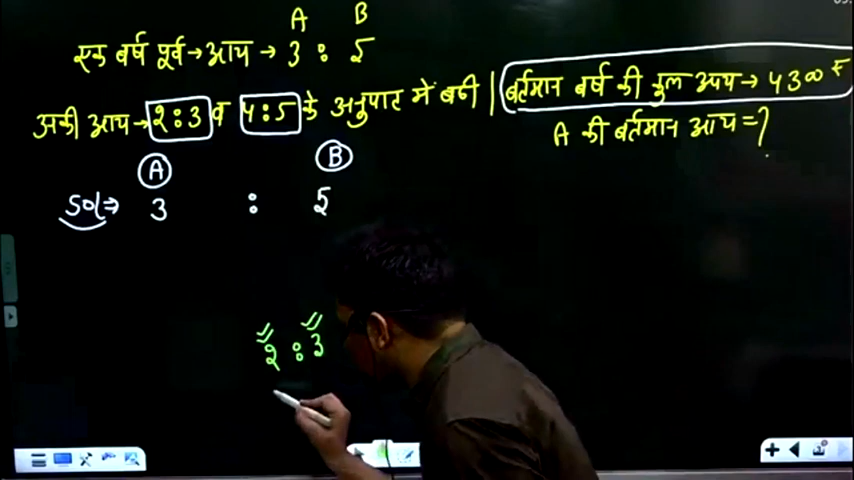 A B
एक वर्ष पूर्व → आय → 3 : 5
उनकी आय → 2:3 व 4:5 के अनुपात में बढी | वर्तमान वर्ष की कुल आय → 4300 ₹
A की वर्तमान आय = ?
A B
Sol ⇒ 3 : 5
2 : 3